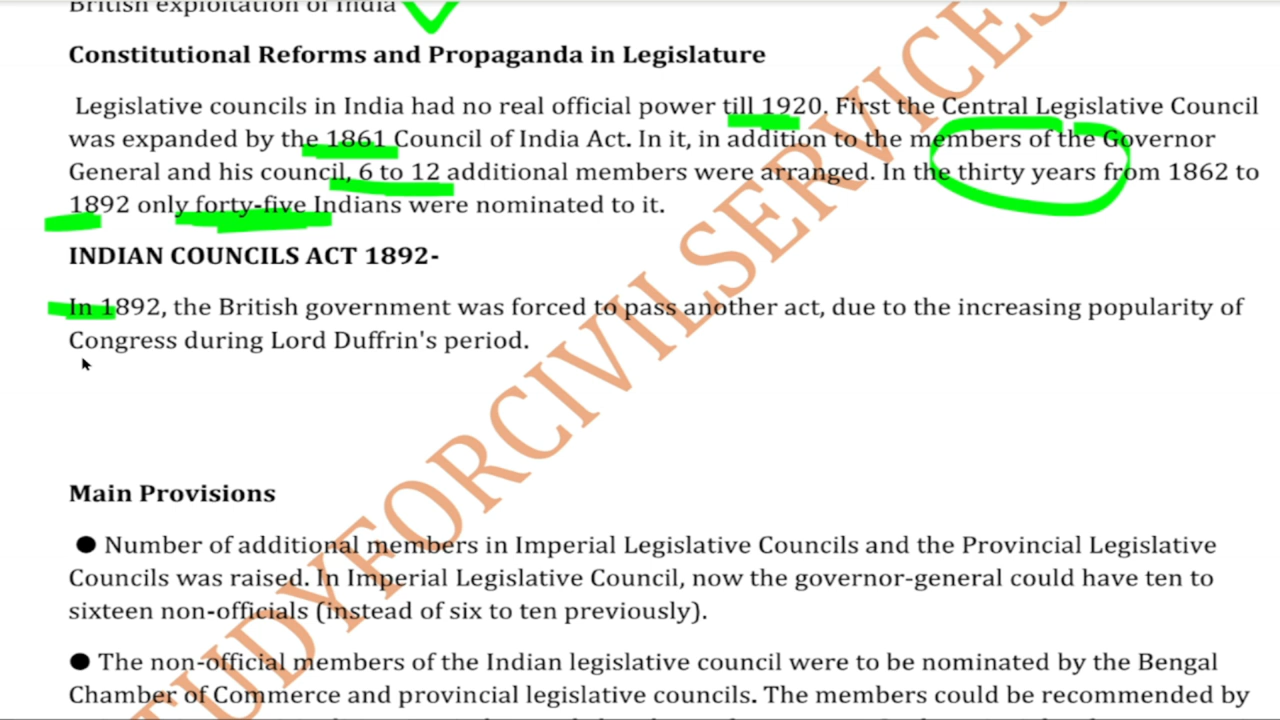 British exploitation of India
Constitutional Reforms and Propaganda in Legislature
Legislative councils in India had no real official power till 1920. First the Central Legislative Council
was expanded by the 1861 Council of India Act. In it, in addition to the members of the Governor
General and his council, 6 to 12 additional members were arranged. In the thirty years from 1862 to
1892 only forty-five Indians were nominated to it.
INDIAN COUNCILS ACT 1892-
In 1892, the British government was forced to pass another act, due to the increasing popularity of
Congress during Lord Duffrin's period.
Main Provisions
● Number of additional members in Imperial Legislative Councils and the Provincial Legislative
Councils was raised. In Imperial Legislative Council, now the governor-general could have ten to
sixteen non-officials (instead of six to ten previously).
● The non-official members of the Indian legislative council were to be nominated by the Bengal
Chamber of Commerce and provincial legislative councils. The members could be recommended by
TUDYFORCIVILSERVICES